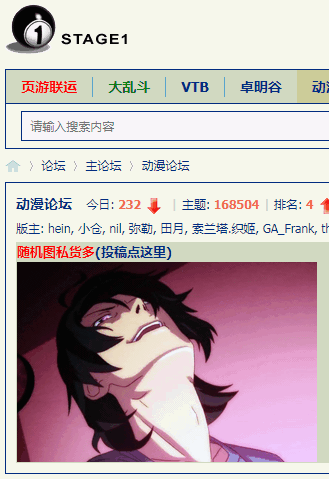 1
STAGE1
页游联运 大乱斗 VTB 卓明谷 动
请输入搜索内容
论坛 〉 主论坛 〉 动漫论坛
动漫论坛 今日: 232 | 主题: 168504 | 排名: 4
版主: hein, 小仓, nil, 弥勒, 田月, 索兰塔.织姬, GA_Frank, th
随机图私货多(投稿点这里)